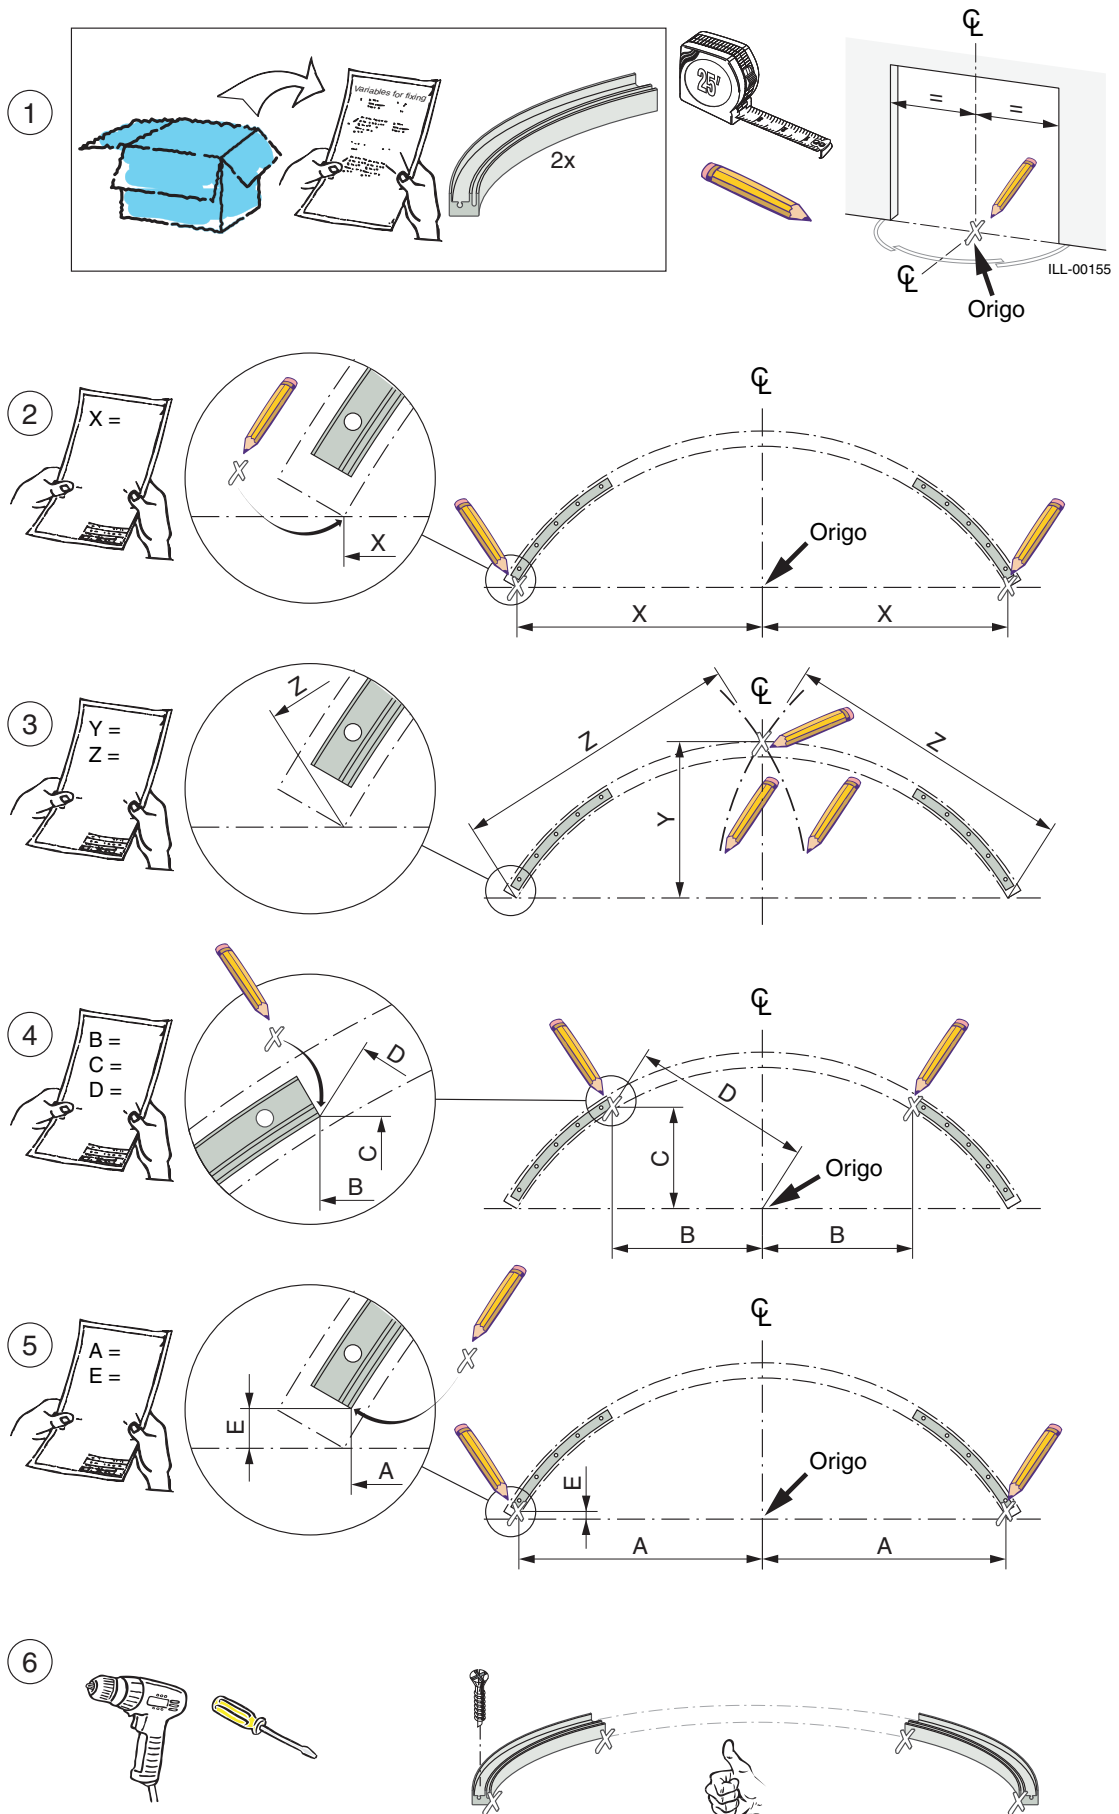 1
Variables for fixing
2x
25'
℄
= =
℄
Origo
ILL-00155
2
X =
X
℄
Origo
X X
3
Y =
Z =
Z
℄
Z Z
Y
4
B =
C =
D =
D
C
B
℄
D
C
Origo
B B
5
A =
E =
E
A
℄
Origo
E
A A
6